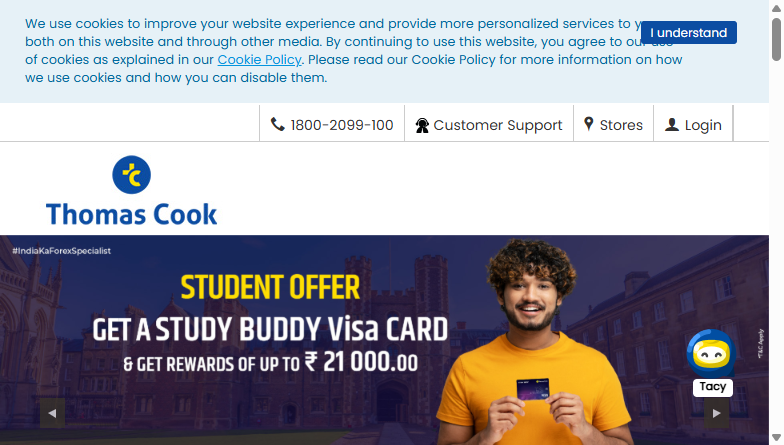 We use cookies to improve your website experience and provide more personalized services to
both on this website and through other media. By continuing to use this website, you agree to our use
of cookies as explained in our Cookie Policy. Please read our Cookie Policy for more information on how
we use cookies and how you can disable them.
I understand
1800-2099-100
Customer Support
Stores
Login
Thomas Cook
#IndiaKaForexSpecialist
STUDENT OFFER
GET A STUDY BUDDY Visa CARD
& GET REWARDS OF UP TO ₹ 21 000.00
*T&C Apply
Tacy